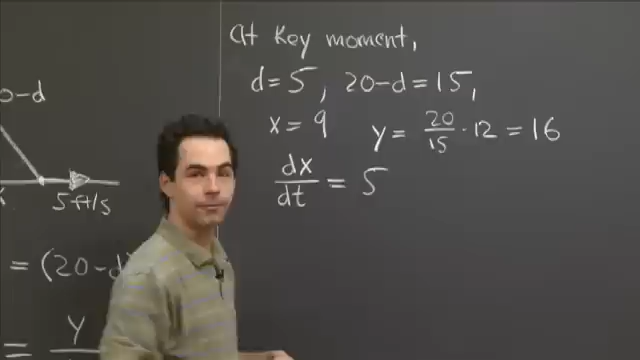 At Key moment,
d=5, 20-d=15,
x=9 y= 20/15 · 12 = 16
dx/dt = 5
0-d
5 ft/s
= (20-d
= y